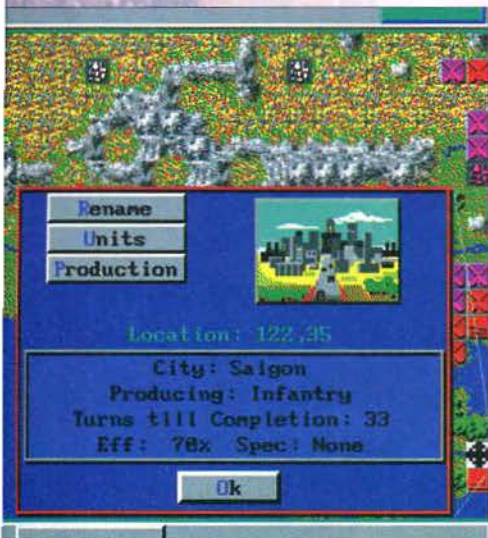 Rename
Units
Production
Location: 122,35
City: Saigon
Producing: Infantry
Turns till Completion: 33
Eff: 70% Spec: None
Ok